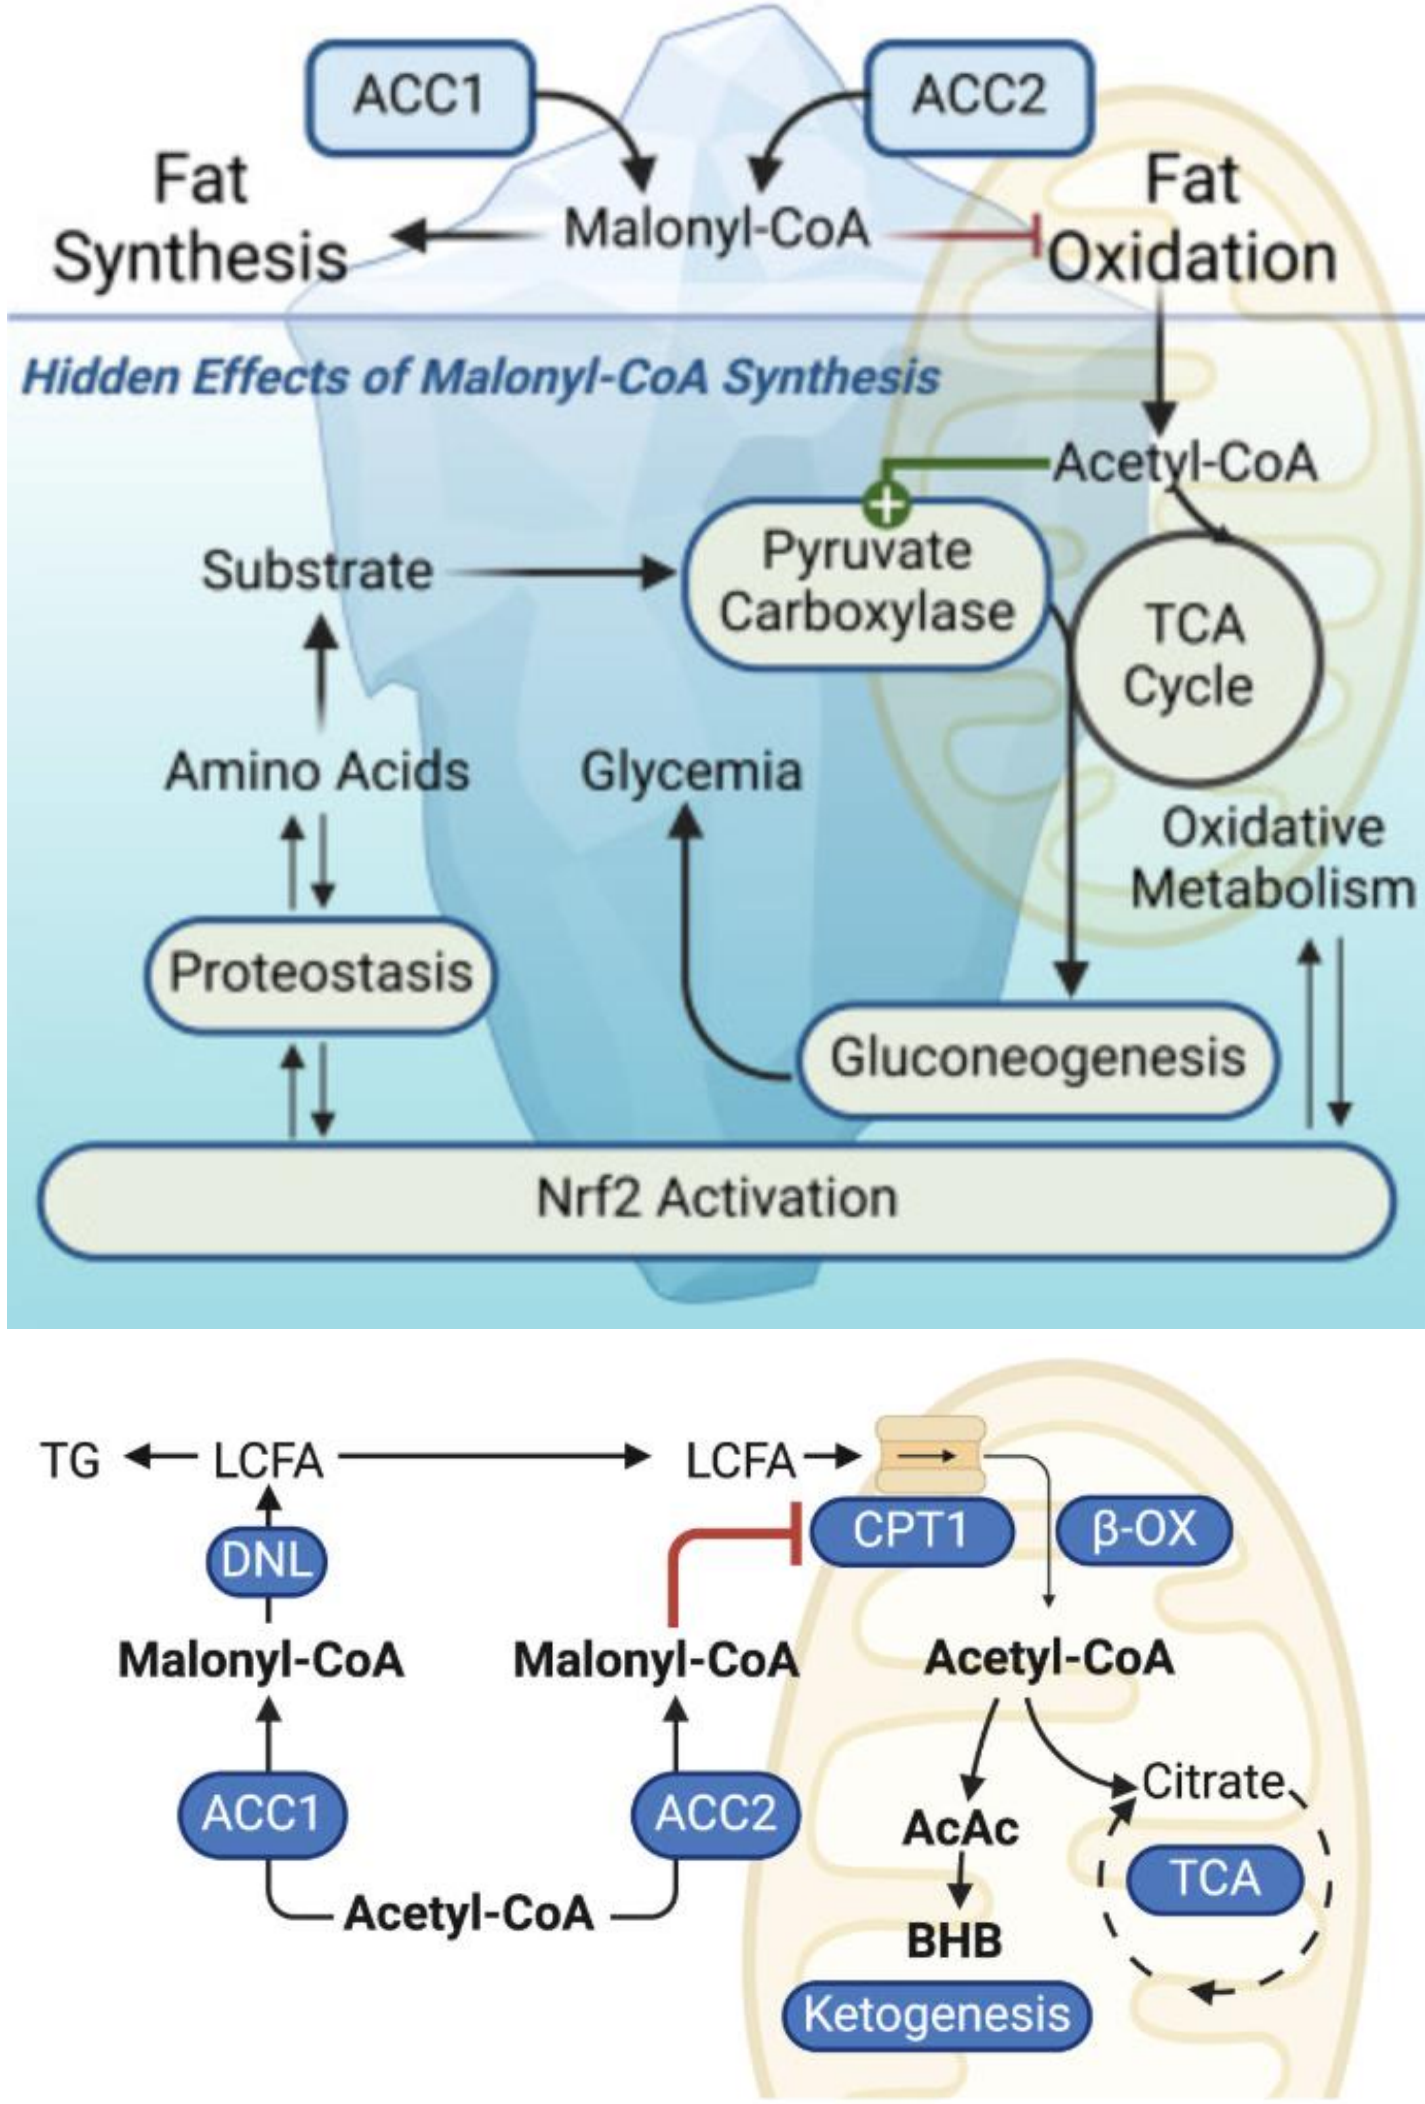 ACC1
ACC2
Fat
Synthesis
Malonyl-CoA
Fat
Oxidation
Hidden Effects of Malonyl-CoA Synthesis
Acetyl-CoA
+
Substrate
Pyruvate
Carboxylase
TCA
Cycle
Amino Acids
Glycemia
Oxidative
Metabolism
Proteostasis
Gluconeogenesis
Nrf2 Activation
TG
LCFA
LCFA
CPT1
β-OX
DNL
Malonyl-CoA
Malonyl-CoA
Acetyl-CoA
ACC1
ACC2
Citrate
AcAc
TCA
Acetyl-CoA
BHB
Ketogenesis